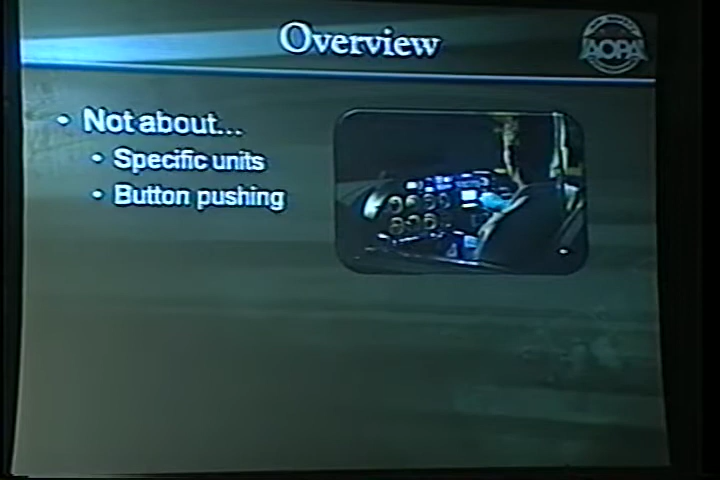 Overview
AOPA
• Not about...
• Specific units
• Button pushing